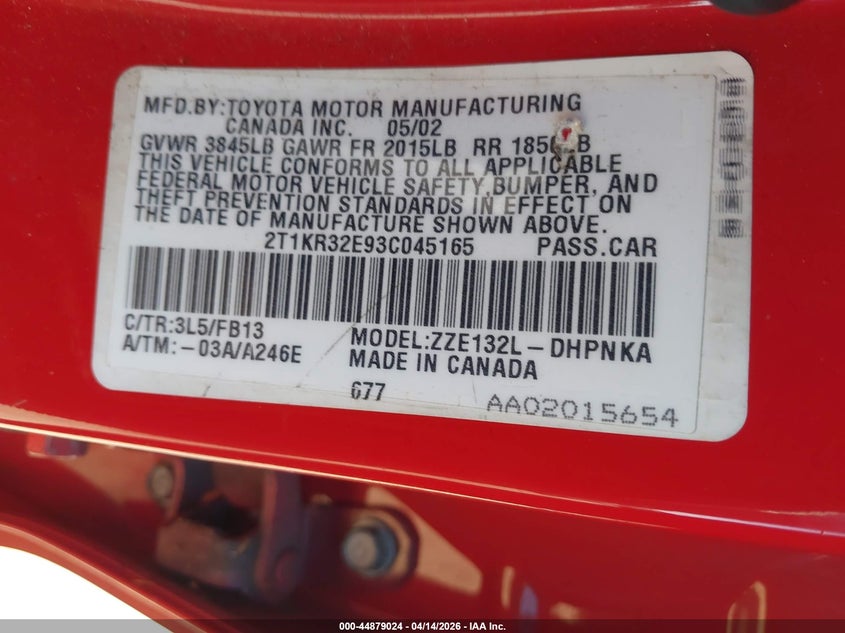 MFD.BY:TOYOTA MOTOR MANUFACTURING
CANADA INC. 05/02
GVWR 3845LB GAWR FR 2015LB RR 185 LB
THIS VEHICLE CONFORMS TO ALL APPLICABLE
FEDERAL MOTOR VEHICLE SAFETY,BUMPER, AND
THEFT PREVENTION STANDARDS IN EFFECT ON
THE DATE OF MANUFACTURE SHOWN ABOVE.
2T1KR32E93C045165 PASS.CAR
C/TR:3L5/FB13 MODEL:ZZE132L-DHPNKA
A/TM:-03A/A246E MADE IN CANADA
677 AA02015654
000-44879024 | 04/14/2026 | IAA Inc.